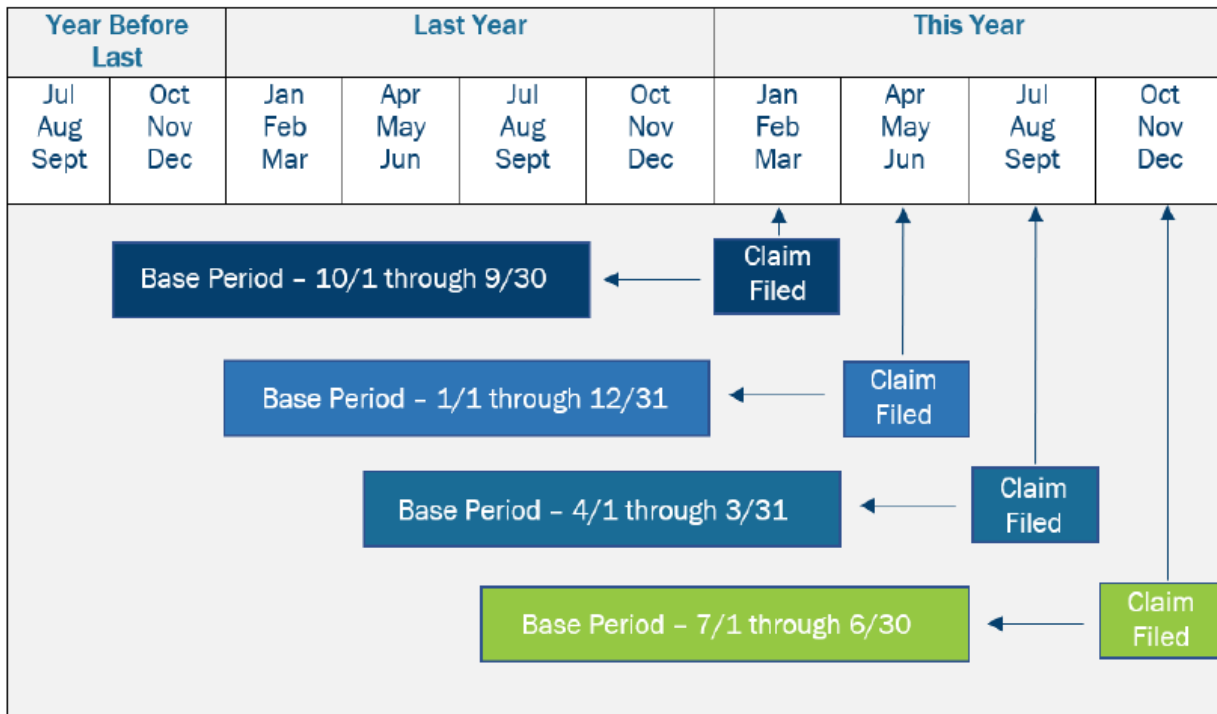 Year Before
Last
Last Year
This Year
Jul
Aug
Sept
Oct
Nov
Dec
Jan
Feb
Mar
Apr
May
Jun
Jul
Aug
Sept
Oct
Nov
Dec
Jan
Feb
Mar
Apr
May
Jun
Jul
Aug
Sept
Oct
Nov
Dec
Base Period – 10/1 through 9/30
Claim
Filed
Base Period – 1/1 through 12/31
Claim
Filed
Base Period – 4/1 through 3/31
Claim
Filed
Base Period – 7/1 through 6/30
Claim
Filed